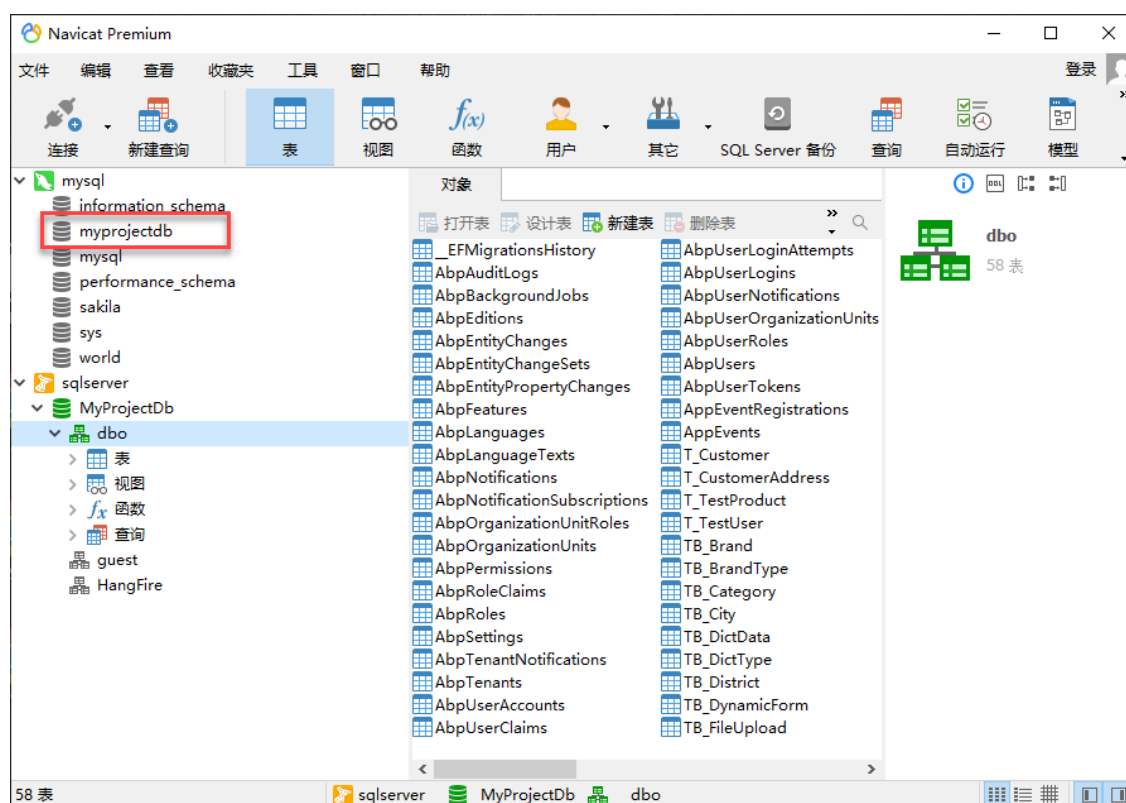 Navicat Premium
文件 编辑 查看 收藏夹 工具 窗口 帮助 登录
连接 新建查询 表 视图 函数 用户 其它 SQL Server 备份 查询 自动运行 模型
mysql
information_schema
myprojectdb
mysql
performance_schema
sakila
sys
world
sqlserver
MyProjectDb
dbo
表
视图
函数
查询
guest
HangFire
对象
打开表 设计表 新建表 删除表
__EFMigrationsHistory
AbpAuditLogs
AbpBackgroundJobs
AbpEditions
AbpEntityChanges
AbpEntityChangeSets
AbpEntityPropertyChanges
AbpFeatures
AbpLanguages
AbpLanguageTexts
AbpNotifications
AbpNotificationSubscriptions
AbpOrganizationUnitRoles
AbpOrganizationUnits
AbpPermissions
AbpRoleClaims
AbpRoles
AbpSettings
AbpTenantNotifications
AbpTenants
AbpUserAccounts
AbpUserClaims
AbpUserLoginAttempts
AbpUserLogins
AbpUserNotifications
AbpUserOrganizationUnits
AbpUserRoles
AbpUsers
AbpUserTokens
AppEventRegistrations
AppEvents
T_Customer
T_CustomerAddress
T_TestProduct
T_TestUser
TB_Brand
TB_BrandType
TB_Category
TB_City
TB_DictData
TB_DictType
TB_District
TB_DynamicForm
TB_FileUpload
DDL
dbo
58 表
58 表 sqlserver MyProjectDb dbo